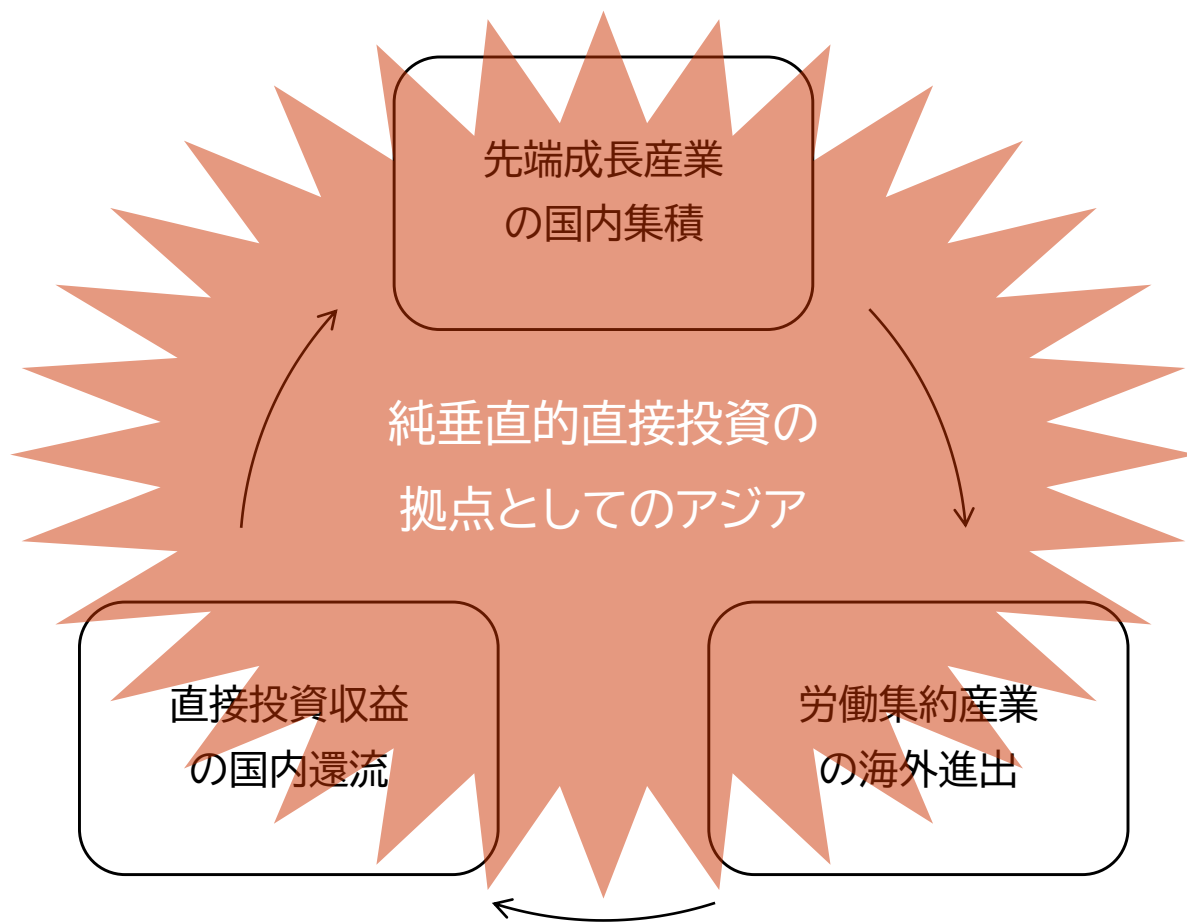 先端成長産業
の国内集積
純垂直的直接投資の
拠点としてのアジア
直接投資収益
の国内還流
労働集約産業
の海外進出